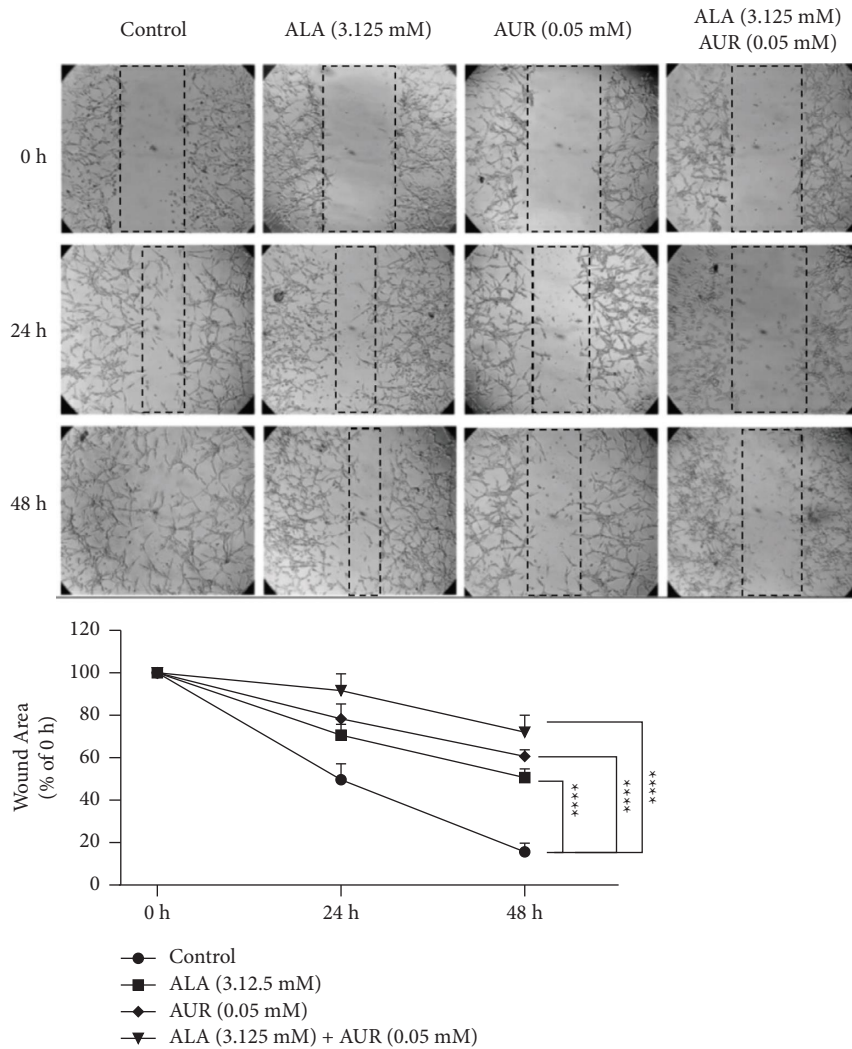 Control
ALA (3.125 mM)
AUR (0.05 mM)
ALA (3.125 mM)
AUR (0.05 mM)
0 h
24 h
48 h
Wound Area
(% of 0 h)
120
100
80
60
40
20
0
0 h
24 h
48 h
****
****
****
Control
ALA (3.12.5 mM)
AUR (0.05 mM)
ALA (3.125 mM) + AUR (0.05 mM)